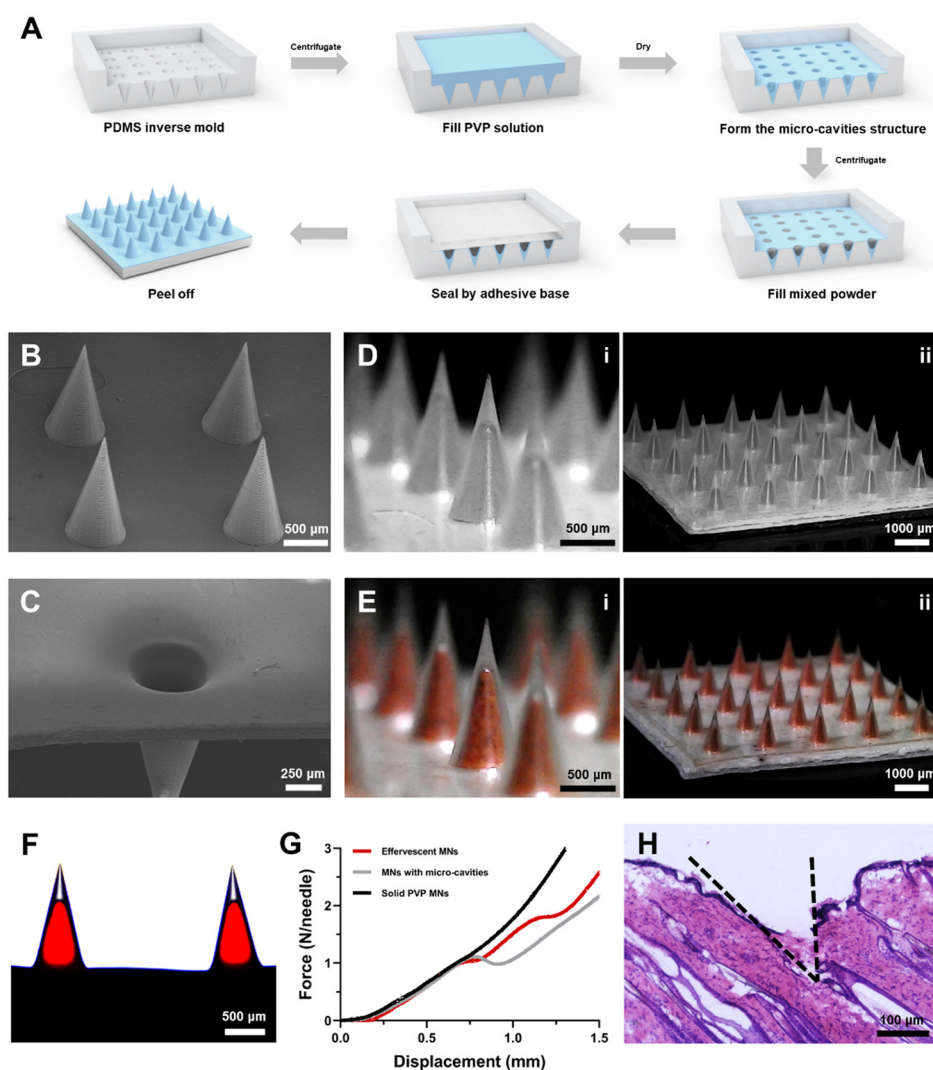 A
Centrifugate
Dry
PDMS inverse mold
Fill PVP solution
Form the micro-cavities structure
Centrifugate
Peel off
Seal by adhesive base
Fill mixed powder
B
500 µm
D
i
500 µm
ii
1000 µm
C
250 µm
E
i
500 µm
ii
1000 µm
F
500 µm
G
Effervescent MNs
MNs with micro-cavities
Solid PVP MNs
Force (N/needle)
3
2
1
0
0.0 0.5 1.0 1.5
Displacement (mm)
H
100 µm